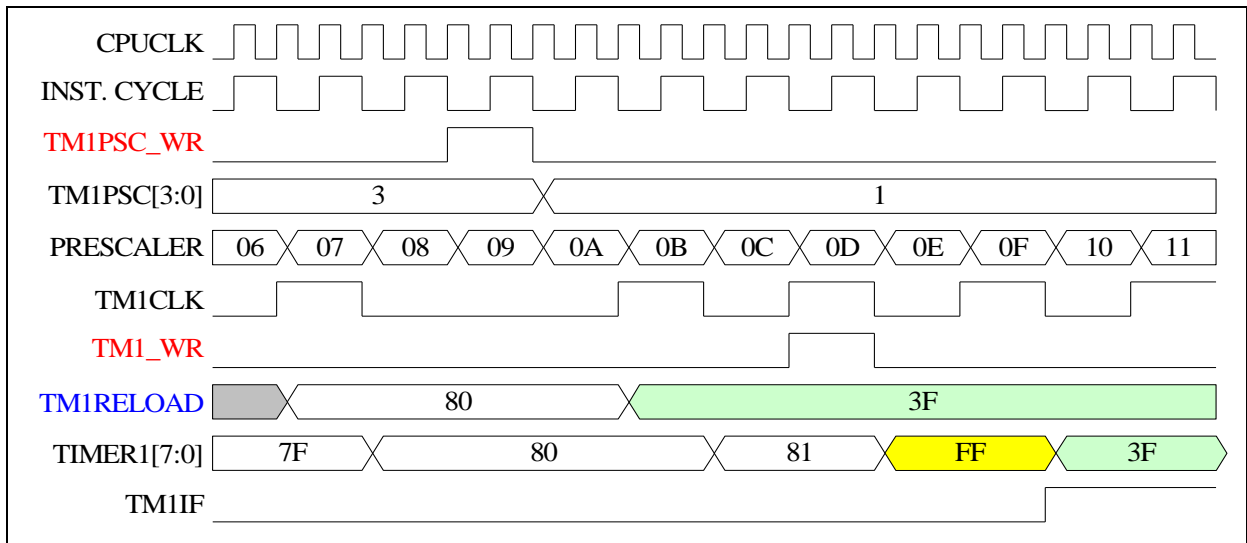 CPUCLK
INST. CYCLE
TM1PSC_WR
TM1PSC[3:0] 3 1
PRESCALER 06 07 08 09 0A 0B 0C 0D 0E 0F 10 11
TM1CLK
TM1_WR
TM1RELOAD 80 3F
TIMER1[7:0] 7F 80 81 FF 3F
TM1IF